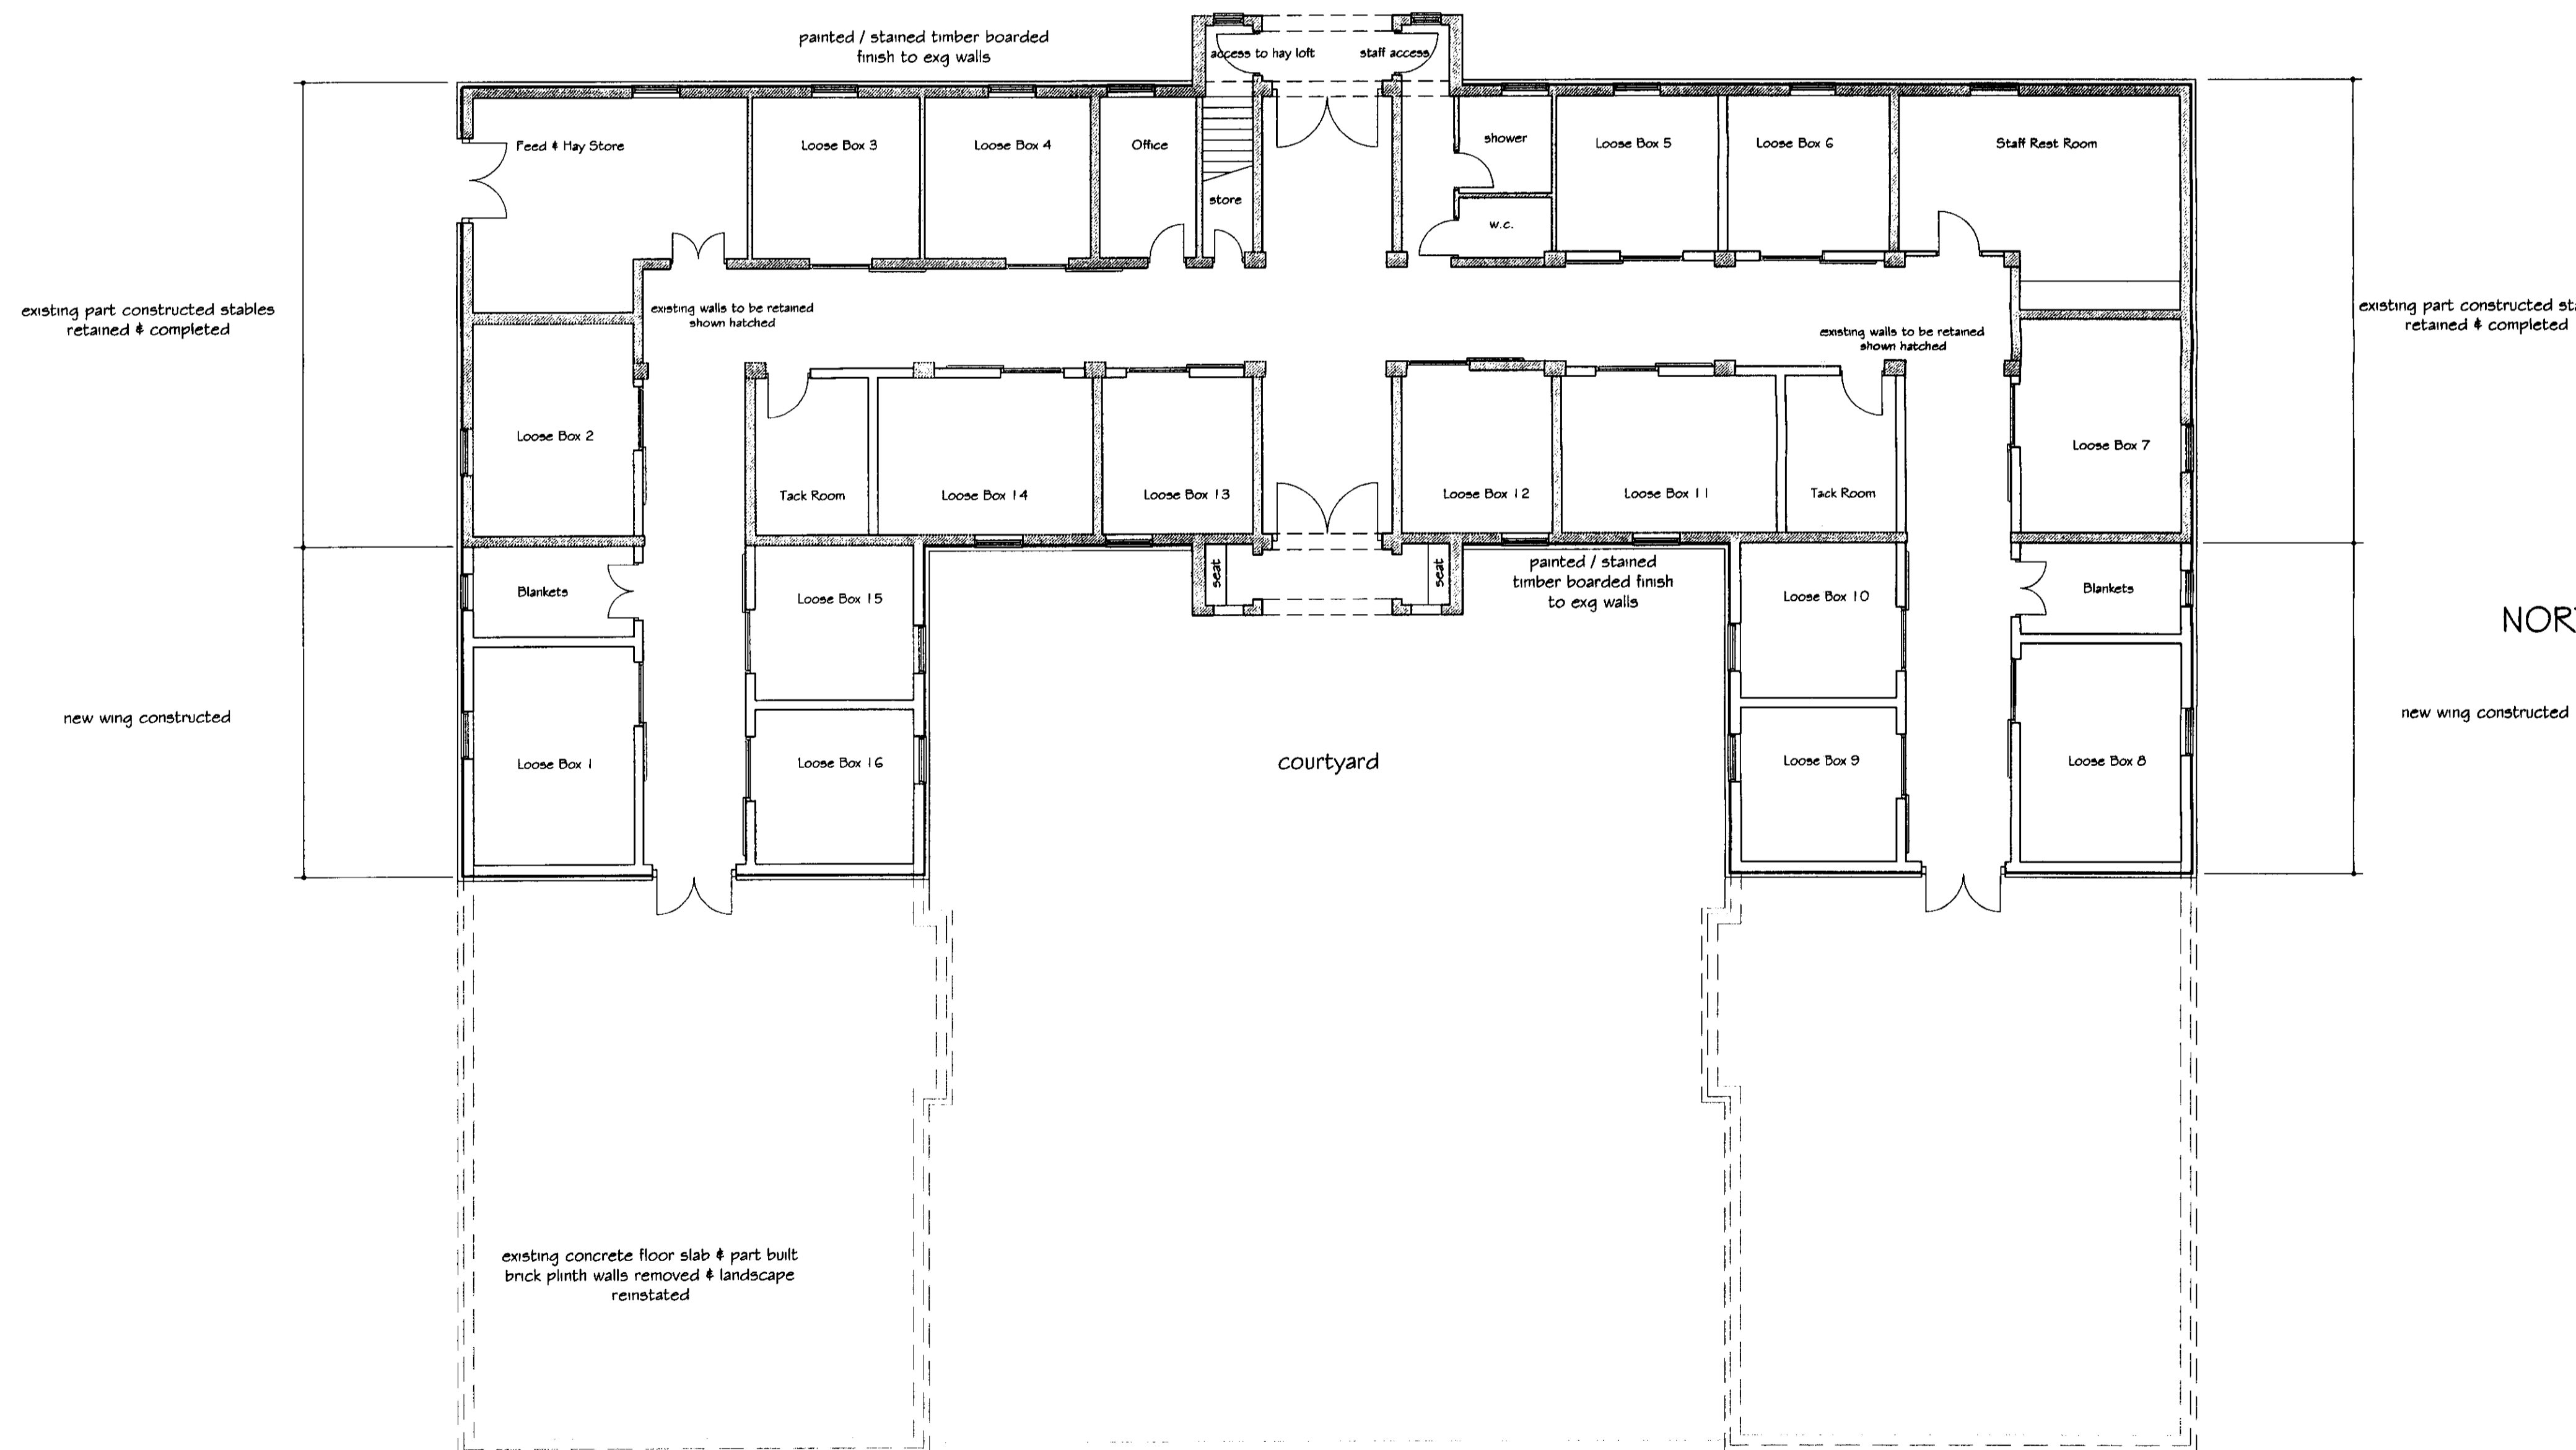 painted / stained timber boarded
finish to exg walls
access to hay loft
staff access
Feed & Hay Store
Loose Box 3
Loose Box 4
Office
store
shower
w.c.
Loose Box 5
Loose Box 6
Staff Rest Room
existing part constructed stables
retained & completed
existing walls to be retained
shown hatched
existing walls to be retained
shown hatched
existing part constructed
retained & completed
Loose Box 2
Tack Room
Loose Box 14
Loose Box 13
Loose Box 12
Loose Box 11
Tack Room
Loose Box 7
Blankets
Loose Box 15
seat
seat
painted / stained
timber boarded finish
to exg walls
Loose Box 10
Blankets
new wing constructed
Loose Box 1
Loose Box 16
courtyard
Loose Box 9
Loose Box 8
new wing constructed
existing concrete floor slab & part built
brick plinth walls removed & landscape
reinstated